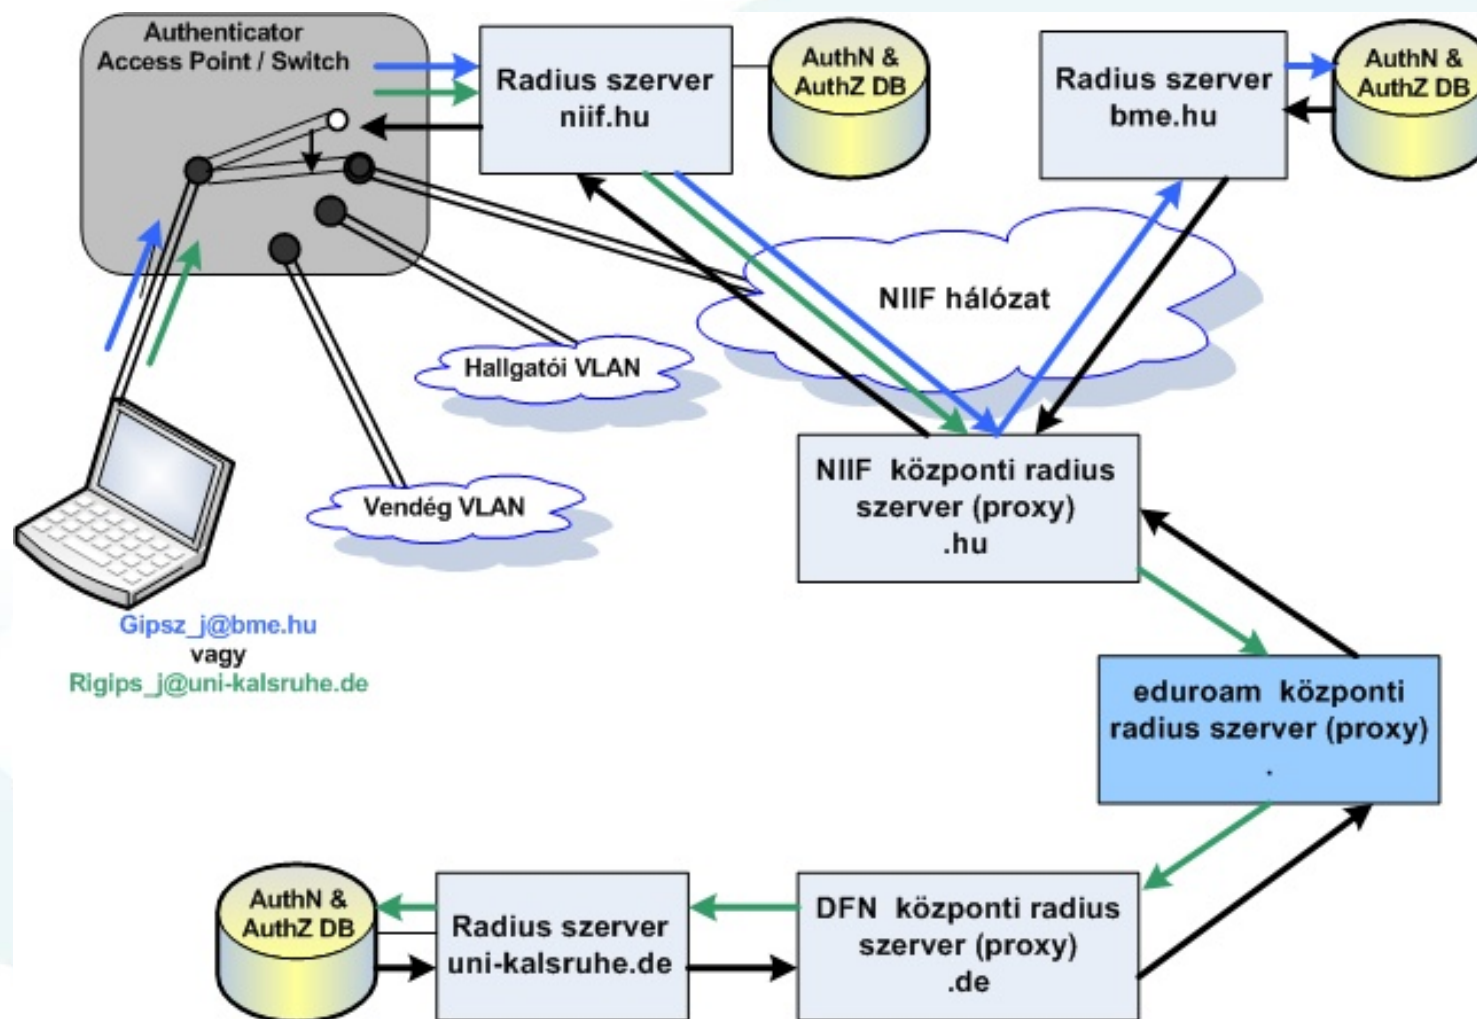 Authenticator
Access Point / Switch
Radius szerver
niif.hu
AuthN &
AuthZ DB
Radius szerver
bme.hu
AuthN &
AuthZ DB
NIIF hálózat
Hallgatói VLAN
Vendég VLAN
NIIF központi radius
szerver (proxy)
.hu
Gipsz_j@bme.hu
vagy
Rigips_j@uni-kalsruhe.de
eduroam központi
radius szerver (proxy)
.
AuthN &
AuthZ DB
Radius szerver
uni-kalsruhe.de
DFN központi radius
szerver (proxy)
.de